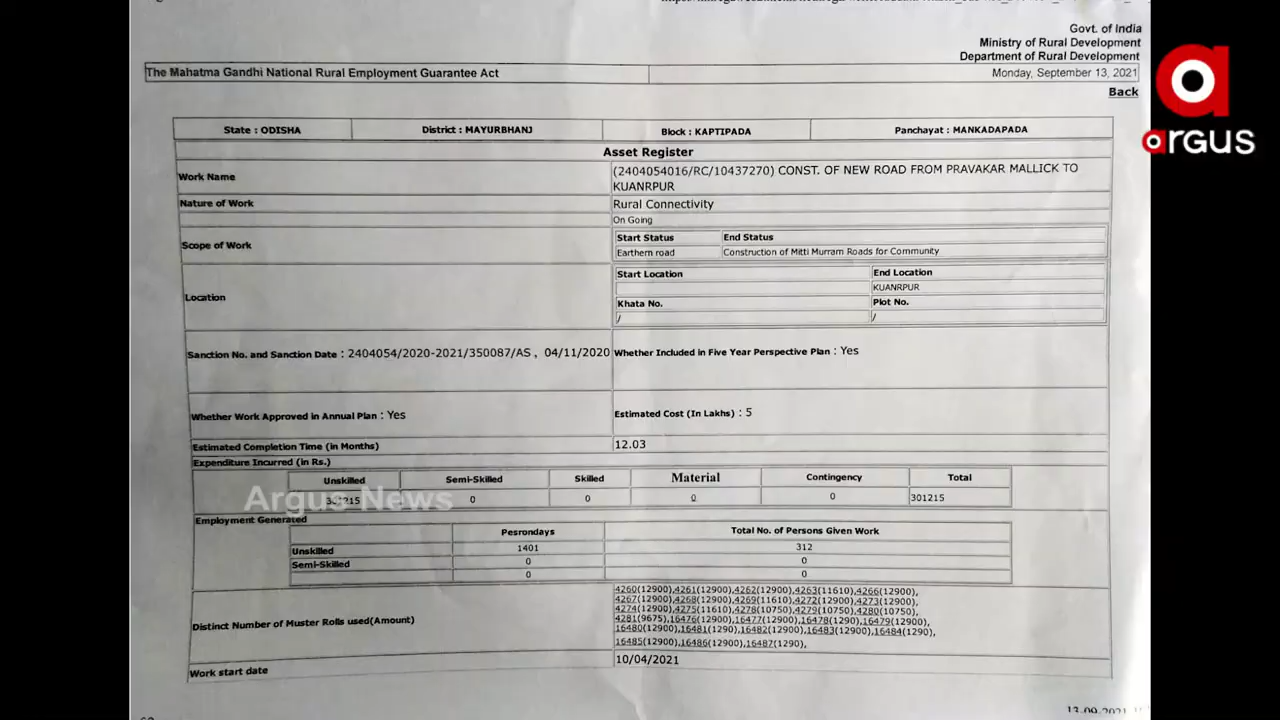 Govt. of India
Ministry of Rural Development
Department of Rural Development
The Mahatma Gandhi National Rural Employment Guarantee Act Monday, September 13, 2021
Back
argus
State : ODISHA District : MAYURBHANJ Block : KAPTIPADA Panchayat : MANKADAPADA
Asset Register
Work Name (2404054016/RC/10437270) CONST. OF NEW ROAD FROM PRAVAKAR MALLICK TO
KUANRPUR
Nature of Work Rural Connectivity
On Going
Scope of Work
Start Status End Status
Earthern road Construction of Mitti Murram Roads for Community
Location
Start Location End Location
KUANRPUR
Khata No. Plot No.
/ /
Sanction No. and Sanction Date : 2404054/2020-2021/350087/AS , 04/11/2020 Whether Included in Five Year Perspective Plan : Yes
Whether Work Approved in Annual Plan : Yes Estimated Cost (In Lakhs) : 5
Estimated Completion Time (in Months) 12.03
Expenditure Incurred (in Rs.)
Unskilled Semi-Skilled Skilled Material Contingency Total
301215 0 0 0 0 301215
Argus News
Employment Generated
Pesrondays Total No. of Persons Given Work
Unskilled 1401 312
Semi-Skilled 0 0
0 0
Distinct Number of Muster Rolls used(Amount)
4260(12900),4261(12900),4262(12900),4263(11610),4266(12900),
4267(12900),4268(12900),4269(11610),4272(12900),4273(12900),
4274(12900),4275(11610),4278(10750),4279(10750),4280(10750),
4281(9675),16476(12900),16477(12900),16478(1290),16479(12900),
16480(12900),16481(1290),16482(12900),16483(12900),16484(1290),
16485(12900),16486(12900),16487(1290),
Work start date 10/04/2021